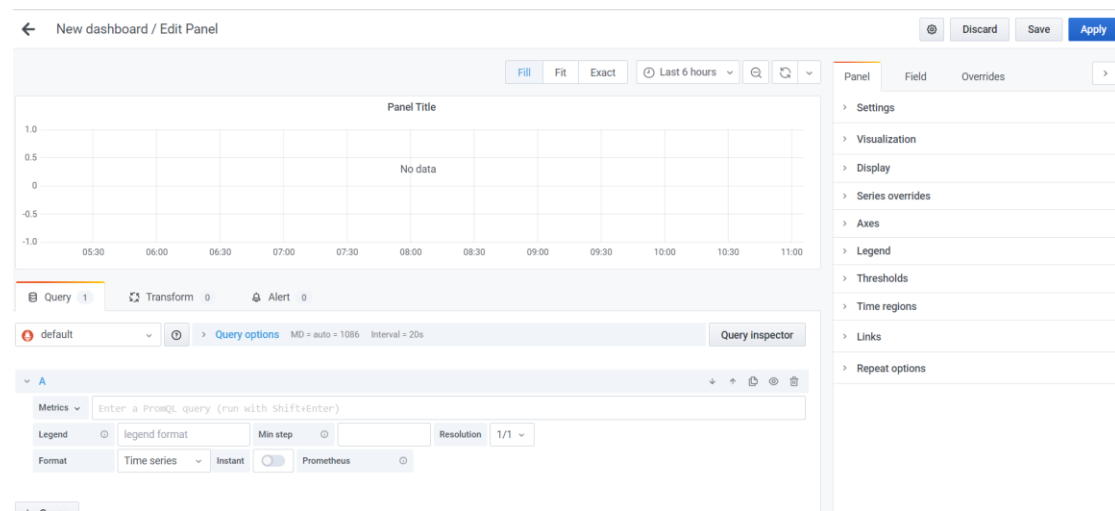 New dashboard / Edit Panel
Discard
Save
Apply
Fill
Fit
Exact
Last 6 hours
Panel
Field
Overrides
Panel Title
1.0
0.5
0
-0.5
-1.0
No data
05:30 06:00 06:30 07:00 07:30 08:00 08:30 09:00 09:30 10:00 10:30 11:00
Settings
Visualization
Display
Series overrides
Axes
Legend
Thresholds
Time regions
Links
Repeat options
Query 1
Transform 0
Alert 0
default
Query options MD = auto = 1086 Interval = 20s
Query inspector
A
Metrics
Enter a PromQL query (run with Shift+Enter)
Legend
legend format
Min step
Resolution
1/1
Format
Time series
Instant
Prometheus